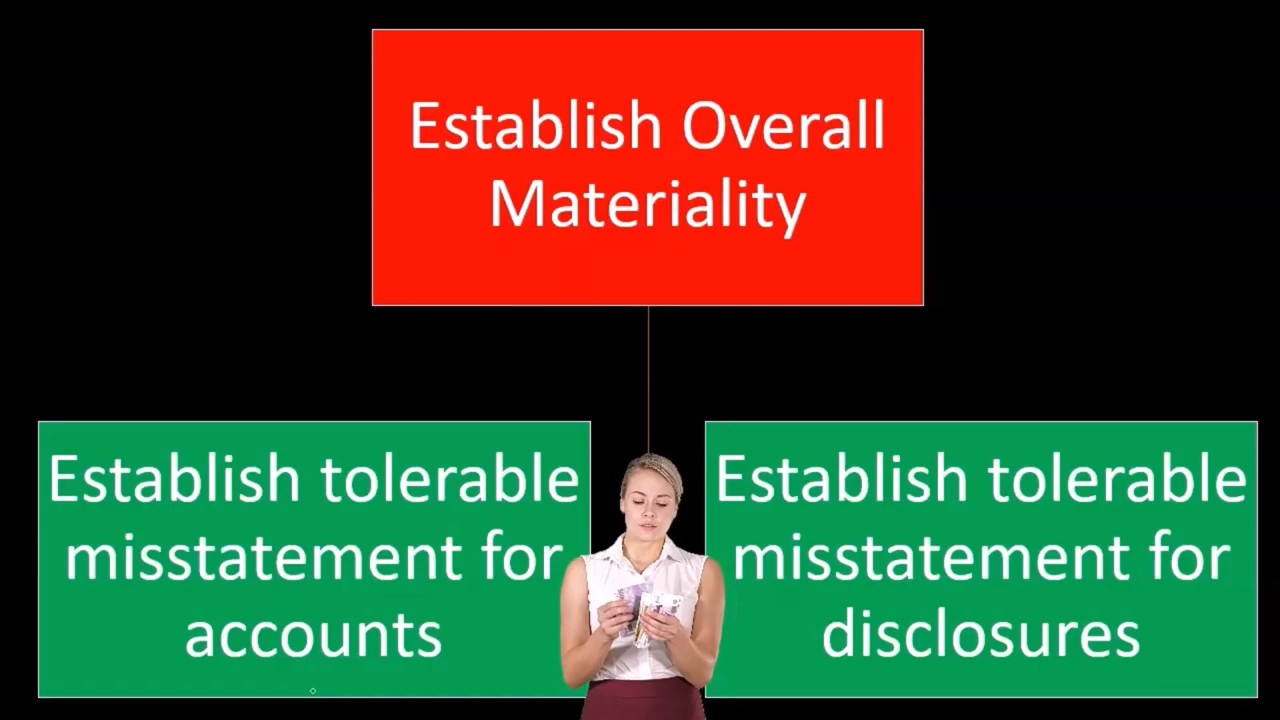 Establish Overall
Materiality
Establish tolerable
misstatement for
accounts
Establish tolerable
misstatement for
disclosures